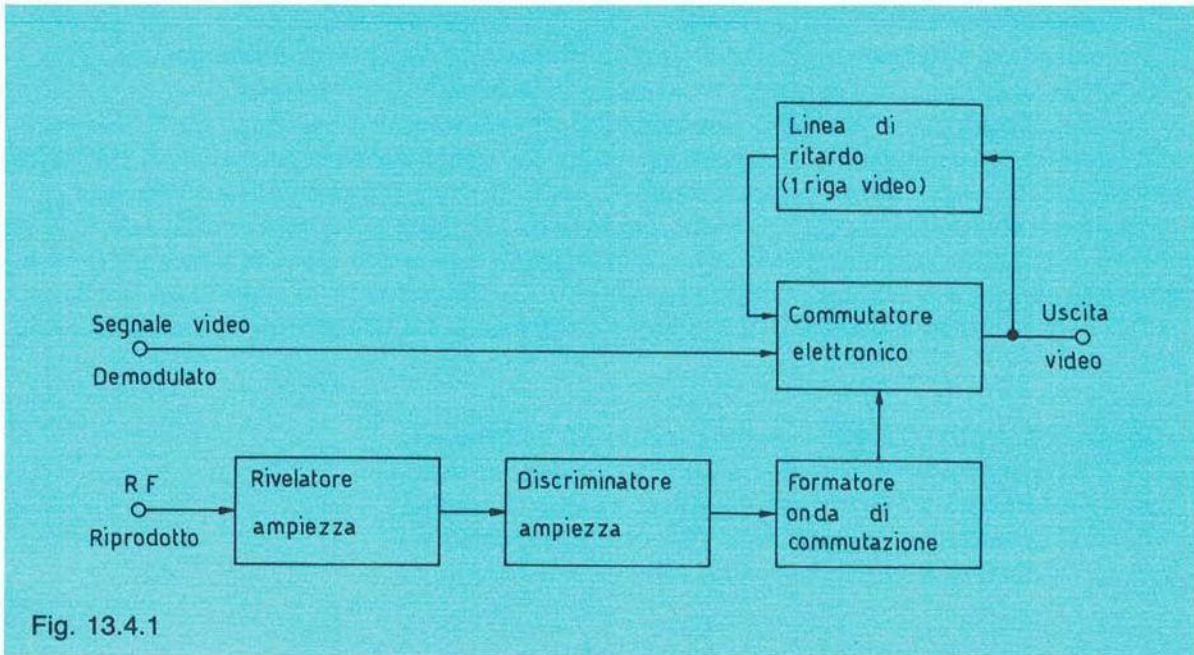 Linea di
ritardo
(1 riga video)
Segnale video
Demodulato
Commutatore
elettronico
Uscita
video
RF
Riprodotto
Rivelatore
ampiezza
Discriminatore
ampiezza
Formatore
onda di
commutazione
Fig. 13.4.1